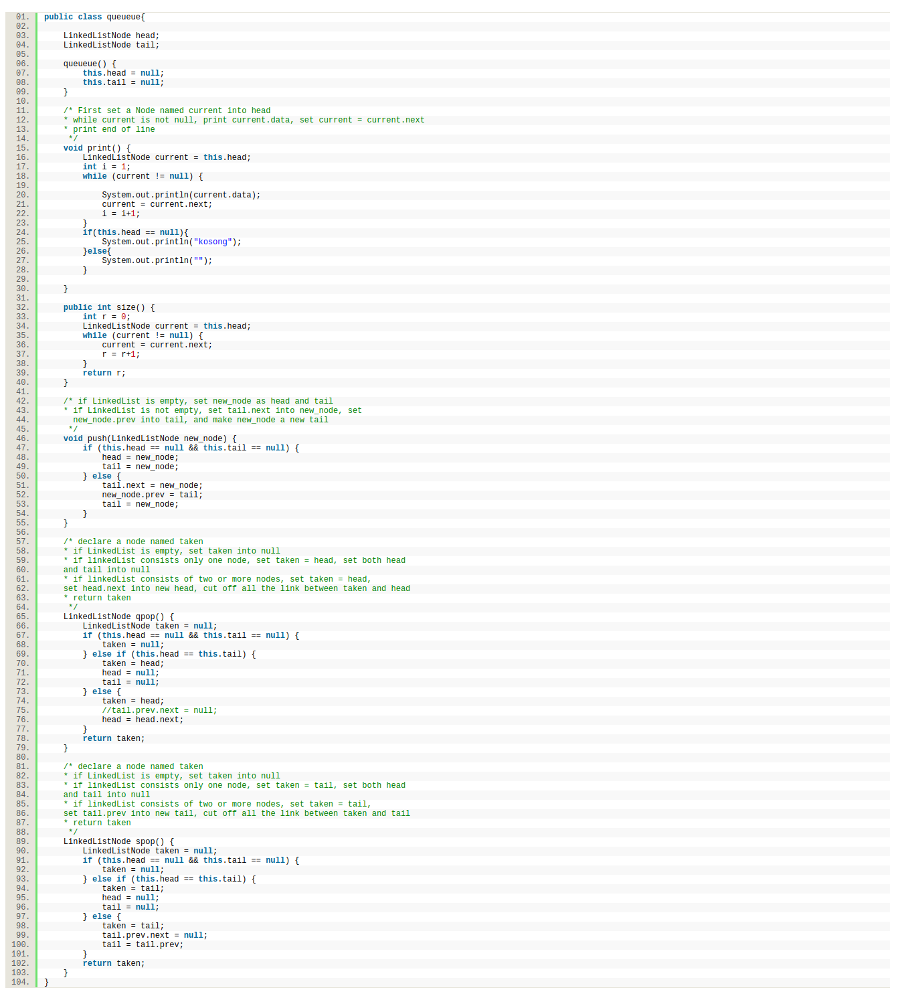 01. public class queueue{
02.
03.     LinkedListNode head;
04.     LinkedListNode tail;
05.
06.     queueue() {
07.         this.head = null;
08.         this.tail = null;
09.     }
10.
11.     /* First set a Node named current into head
12.     * while current is not null, print current.data, set current = current.next
13.     * print end of line
14.      */
15.     void print() {
16.         LinkedListNode current = this.head;
17.         int i = 1;
18.         while (current != null) {
19.
20.             System.out.println(current.data);
21.             current = current.next;
22.             i = i+1;
23.         }
24.         if(this.head == null){
25.             System.out.println("kosong");
26.         }else{
27.             System.out.println("");
28.         }
29.
30.     }
31.
32.     public int size() {
33.         int r = 0;
34.         LinkedListNode current = this.head;
35.         while (current != null) {
36.             current = current.next;
37.             r = r+1;
38.         }
39.         return r;
40.     }
41.
42.     /* if LinkedList is empty, set new_node as head and tail
43.     * if LinkedList is not empty, set tail.next into new_node, set
44.       new_node.prev into tail, and make new_node a new tail
45.      */
46.     void push(LinkedListNode new_node) {
47.         if (this.head == null && this.tail == null) {
48.             head = new_node;
49.             tail = new_node;
50.         } else {
51.             tail.next = new_node;
52.             new_node.prev = tail;
53.             tail = new_node;
54.         }
55.     }
56.
57.     /* declare a node named taken
58.     * if LinkedList is empty, set taken into null
59.     * if linkedList consists only one node, set taken = head, set both head
60.     and tail into null
61.     * if linkedList consists of two or more nodes, set taken = head,
62.     set head.next into new head, cut off all the link between taken and head
63.     * return taken
64.      */
65.     LinkedListNode qpop() {
66.         LinkedListNode taken = null;
67.         if (this.head == null && this.tail == null) {
68.             taken = null;
69.         } else if (this.head == this.tail) {
70.             taken = head;
71.             head = null;
72.             tail = null;
73.         } else {
74.             taken = head;
75.             //tail.prev.next = null;
76.             head = head.next;
77.         }
78.         return taken;
79.     }
80.
81.     /* declare a node named taken
82.     * if LinkedList is empty, set taken into null
83.     * if linkedList consists only one node, set taken = tail, set both head
84.     and tail into null
85.     * if linkedList consists of two or more nodes, set taken = tail,
86.     set tail.prev into new tail, cut off all the link between taken and tail
87.     * return taken
88.      */
89.     LinkedListNode spop() {
90.         LinkedListNode taken = null;
91.         if (this.head == null && this.tail == null) {
92.             taken = null;
93.         } else if (this.head == this.tail) {
94.             taken = tail;
95.             head = null;
96.             tail = null;
97.         } else {
98.             taken = tail;
99.             tail.prev.next = null;
100.             tail = tail.prev;
101.         }
102.         return taken;
103.     }
104. }